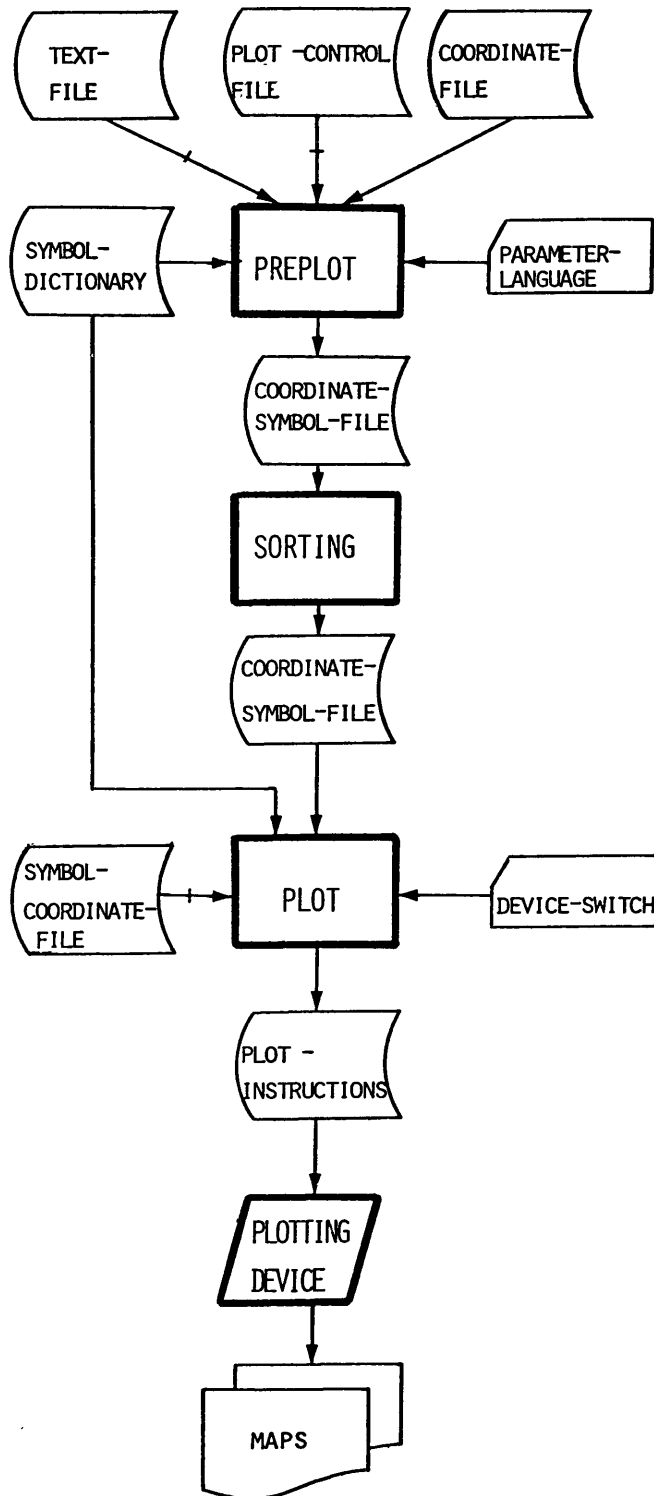 TEXT-
FILE
PLOT -CONTROL
FILE
COORDINATE-
FILE
SYMBOL-
DICTIONARY
PREPLOT
PARAMETER-
LANGUAGE
COORDINATE-
SYMBOL-FILE
SORTING
COORDINATE-
SYMBOL-FILE
SYMBOL-
COORDINATE-
FILE
PLOT
DEVICE-SWITCH
PLOT -
INSTRUCTIONS
PLOTTING
DEVICE
MAPS